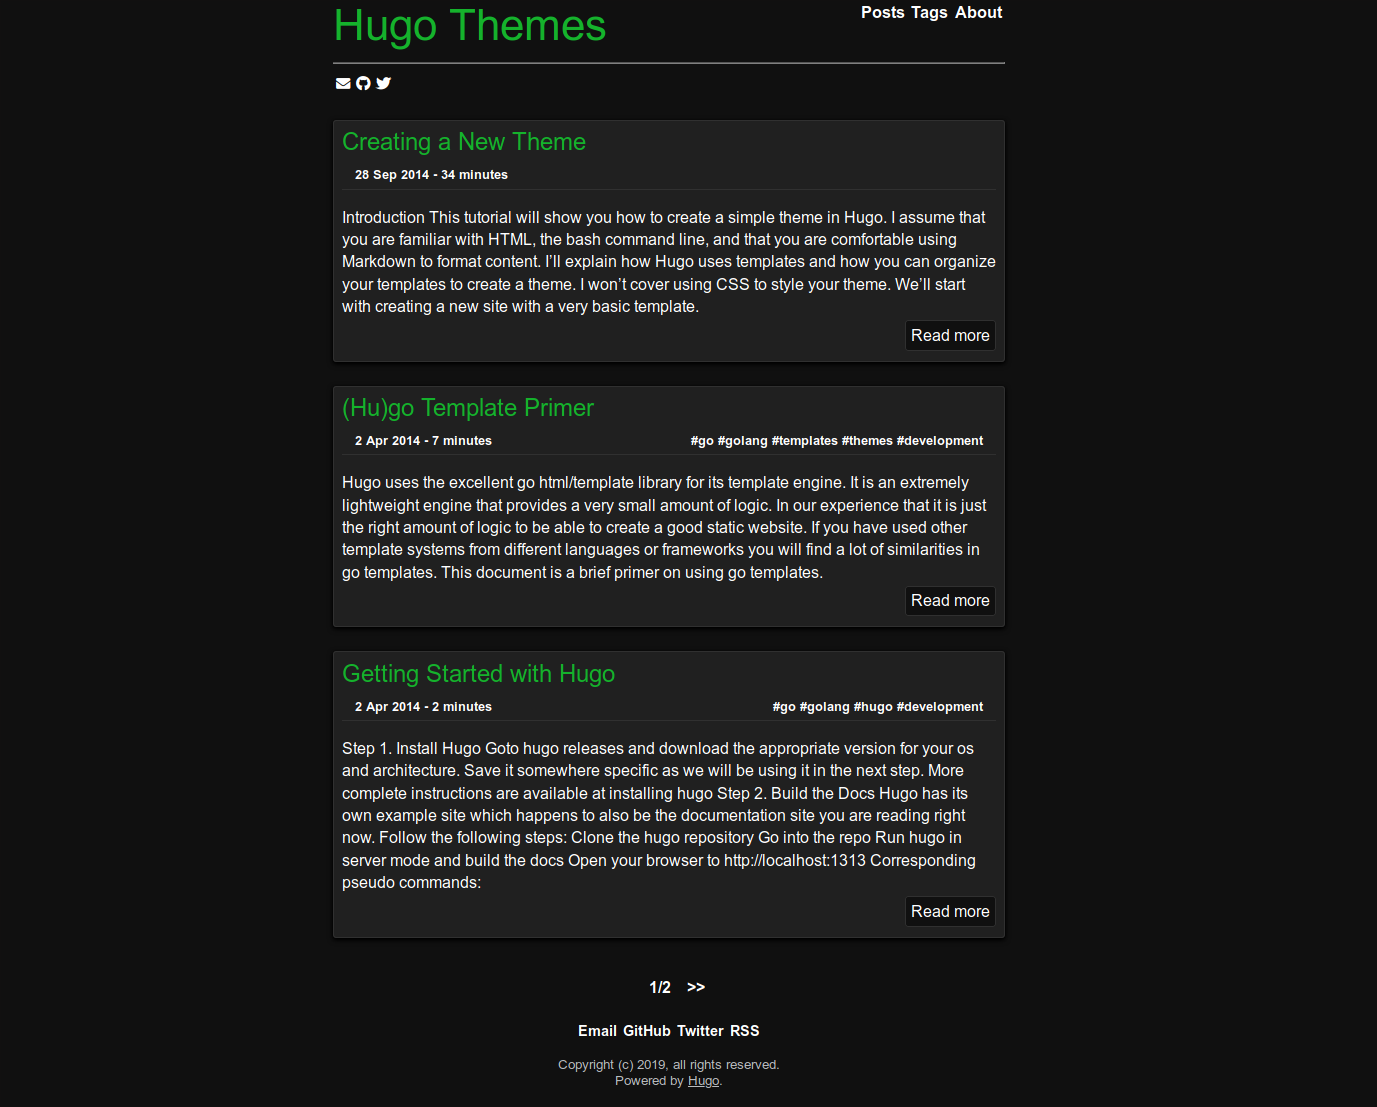 Hugo Themes
Posts Tags About
Creating a New Theme
28 Sep 2014 - 34 minutes
Introduction This tutorial will show you how to create a simple theme in Hugo. I assume that
you are familiar with HTML, the bash command line, and that you are comfortable using
Markdown to format content. I’ll explain how Hugo uses templates and how you can organize
your templates to create a theme. I won’t cover using CSS to style your theme. We’ll start
with creating a new site with a very basic template.
Read more
(Hu)go Template Primer
2 Apr 2014 - 7 minutes #go #golang #templates #themes #development
Hugo uses the excellent go html/template library for its template engine. It is an extremely
lightweight engine that provides a very small amount of logic. In our experience that it is just
the right amount of logic to be able to create a good static website. If you have used other
template systems from different languages or frameworks you will find a lot of similarities in
go templates. This document is a brief primer on using go templates.
Read more
Getting Started with Hugo
2 Apr 2014 - 2 minutes #go #golang #hugo #development
Step 1. Install Hugo Goto hugo releases and download the appropriate version for your os
and architecture. Save it somewhere specific as we will be using it in the next step. More
complete instructions are available at installing hugo Step 2. Build the Docs Hugo has its
own example site which happens to also be the documentation site you are reading right
now. Follow the following steps: Clone the hugo repository Go into the repo Run hugo in
server mode and build the docs Open your browser to http://localhost:1313 Corresponding
pseudo commands:
Read more
1/2 >>
Email GitHub Twitter RSS
Copyright (c) 2019, all rights reserved.
Powered by Hugo.